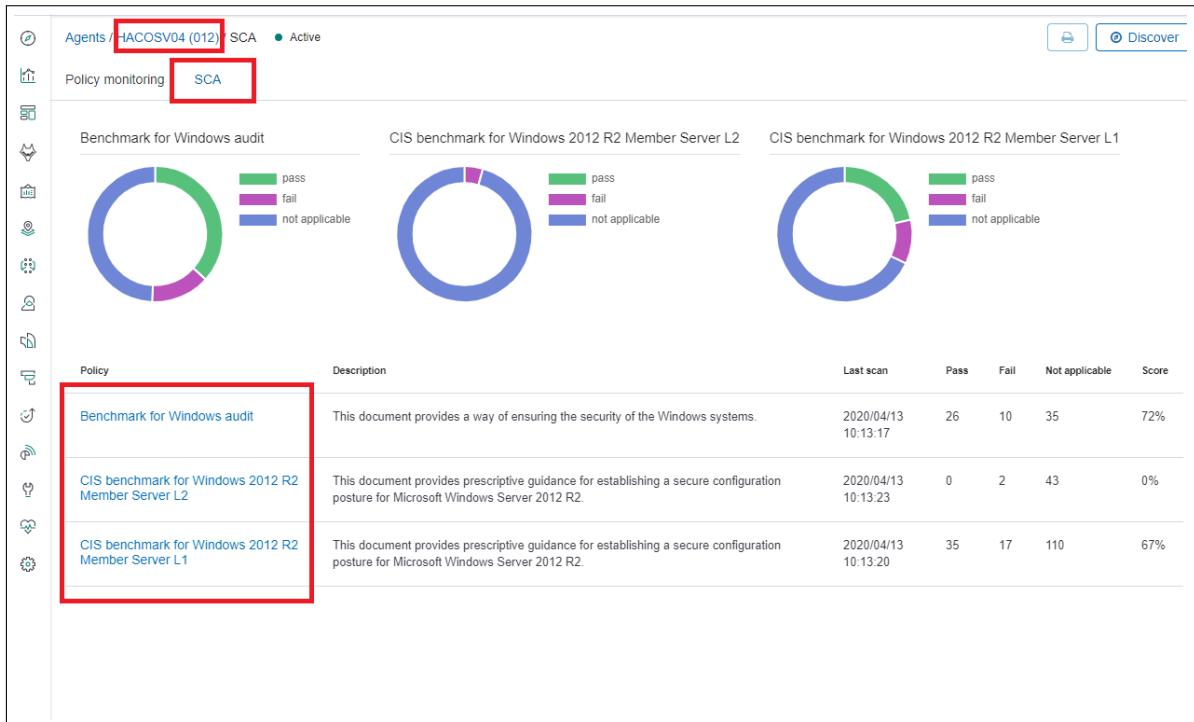 Agents / HACOSV04 (012) / SCA ● Active
Discover
Policy monitoring SCA
Benchmark for Windows audit
pass
fail
not applicable
CIS benchmark for Windows 2012 R2 Member Server L2
pass
fail
not applicable
CIS benchmark for Windows 2012 R2 Member Server L1
pass
fail
not applicable
Policy Description Last scan Pass Fail Not applicable Score
Benchmark for Windows audit This document provides a way of ensuring the security of the Windows systems. 2020/04/13 26 10 35 72%
10:13:17
CIS benchmark for Windows 2012 R2 This document provides prescriptive guidance for establishing a secure configuration 2020/04/13 0 2 43 0%
Member Server L2 posture for Microsoft Windows Server 2012 R2. 10:13:23
CIS benchmark for Windows 2012 R2 This document provides prescriptive guidance for establishing a secure configuration 2020/04/13 35 17 110 67%
Member Server L1 posture for Microsoft Windows Server 2012 R2. 10:13:20